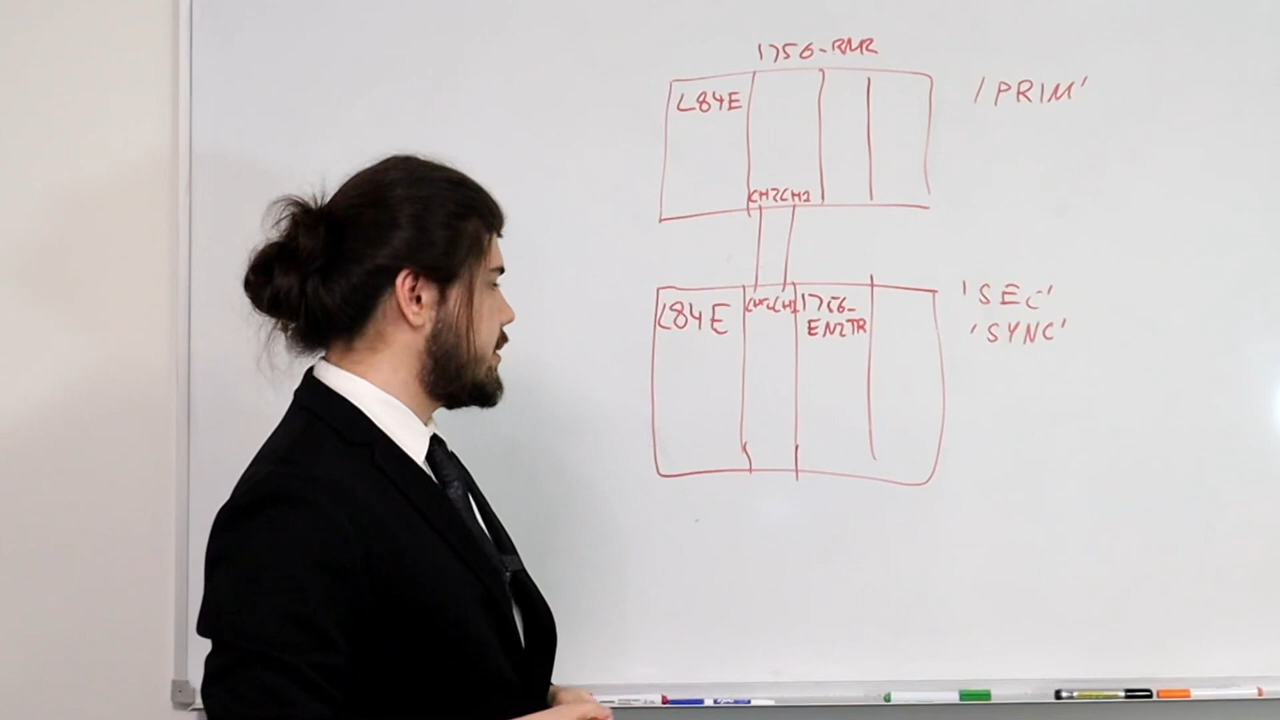 1756-RMR
L84E
'PRIM'
CH2CH1
L84E
CH2CH1
1756-
EN2TR
'SEC'
'SYNC'